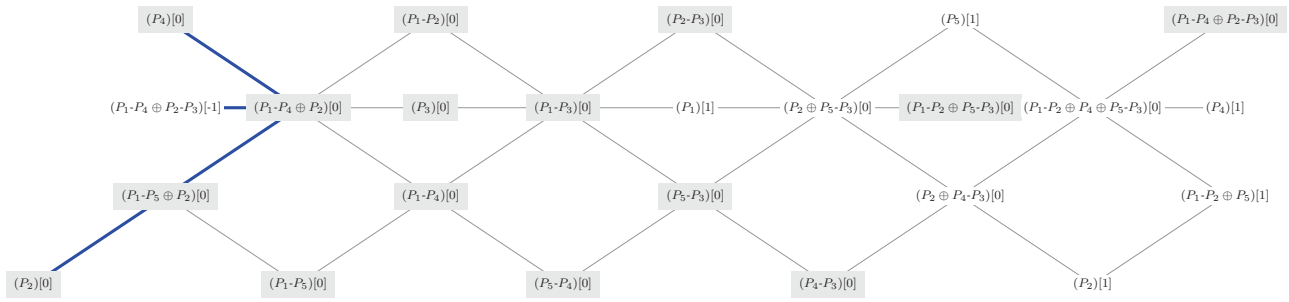 (P₄)[0] (P₁-P₂)[0] (P₂-P₃)[0] (P₅)[1] (P₁-P₄ ⊕ P₂-P₃)[0]
(P₁-P₄ ⊕ P₂-P₃)[-1] (P₁-P₄ ⊕ P₂)[0] (P₃)[0] (P₁-P₃)[0] (P₁)[1] (P₂ ⊕ P₅-P₃)[0] (P₁-P₂ ⊕ P₅-P₃)[0] (P₁-P₂ ⊕ P₄ ⊕ P₅-P₃)[0] (P₄)[1]
(P₁-P₅ ⊕ P₂)[0] (P₁-P₄)[0] (P₅-P₃)[0] (P₂ ⊕ P₄-P₃)[0] (P₁-P₂ ⊕ P₅)[1]
(P₂)[0] (P₁-P₅)[0] (P₅-P₄)[0] (P₄-P₃)[0] (P₂)[1]